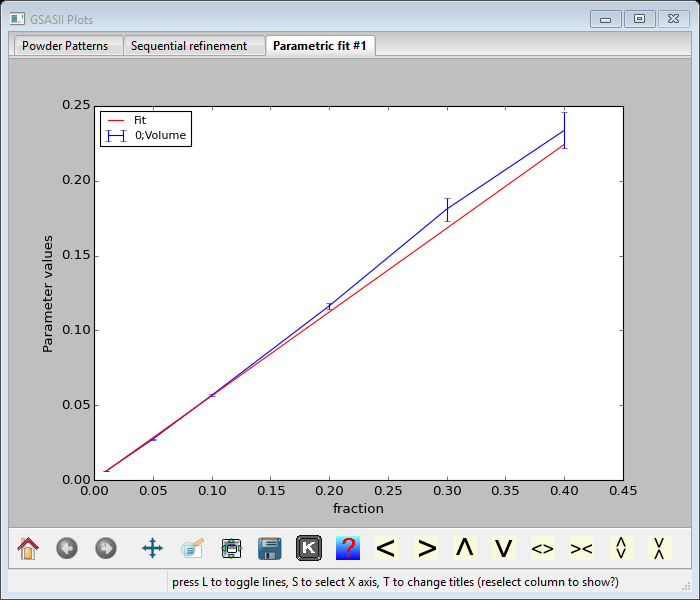 GSASII Plots
Powder Patterns Sequential refinement Parametric fit #1
0.25
Fit
0;Volume
0.20
0.15
0.10
0.05
0.00
Parameter values
0.00 0.05 0.10 0.15 0.20 0.25 0.30 0.35 0.40 0.45
fraction
K ? < > Λ V <> ><
press L to toggle lines, S to select X axis, T to change titles (reselect column to show?)